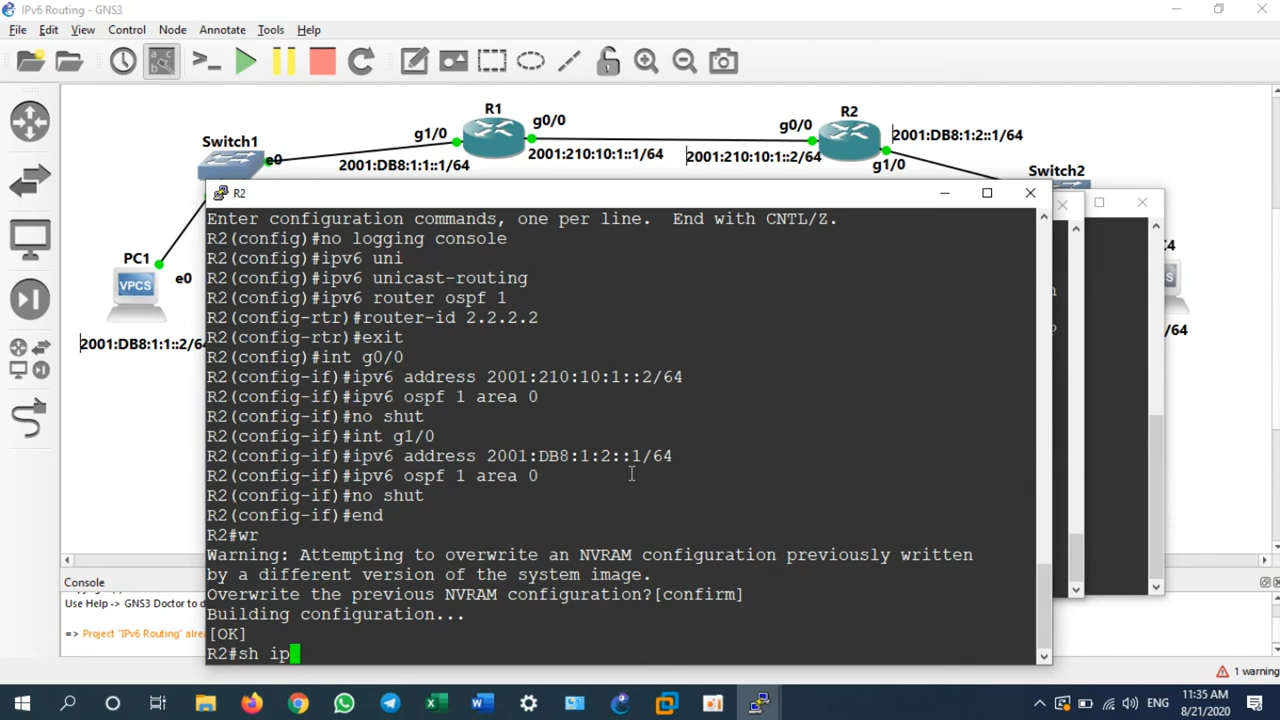 IPv6 Routing - GNS3
File Edit View Control Node Annotate Tools Help
R1
R2
g0/0
g0/0
g1/0
2001:DB8:1:2::1/64
Switch1
e0
2001:DB8:1:1::1/64
2001:210:10:1::1/64
2001:210:10:1::2/64
g1/0
Switch2
PC1
e0
VPCS
2001:DB8:1:1::2/64
/64
R2
Enter configuration commands, one per line.  End with CNTL/Z.
R2(config)#no logging console
R2(config)#ipv6 uni
R2(config)#ipv6 unicast-routing
R2(config)#ipv6 router ospf 1
R2(config-rtr)#router-id 2.2.2.2
R2(config-rtr)#exit
R2(config)#int g0/0
R2(config-if)#ipv6 address 2001:210:10:1::2/64
R2(config-if)#ipv6 ospf 1 area 0
R2(config-if)#no shut
R2(config-if)#int g1/0
R2(config-if)#ipv6 address 2001:DB8:1:2::1/64
R2(config-if)#ipv6 ospf 1 area 0
R2(config-if)#no shut
R2(config-if)#end
R2#wr
Warning: Attempting to overwrite an NVRAM configuration previously written
by a different version of the system image.
Overwrite the previous NVRAM configuration?[confirm]
Building configuration...
[OK]
R2#sh ip
Console
Use Help -> GNS3 Doctor to d
=> Project "IPv6 Routing" alrea
1 warning
ENG
11:35 AM
8/21/2020